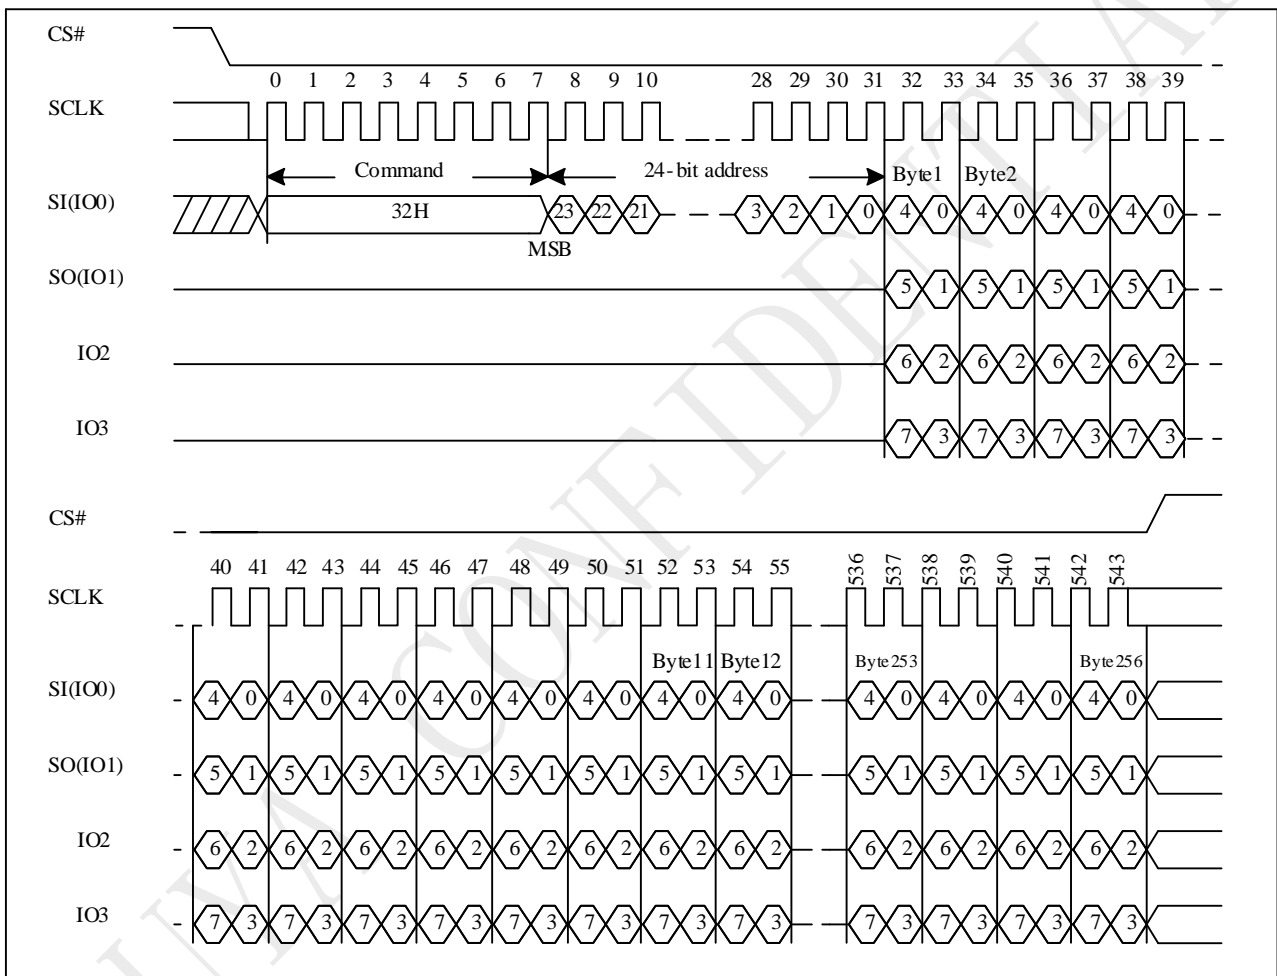 CS#
0 1 2 3 4 5 6 7 8 9 10 28 29 30 31 32 33 34 35 36 37 38 39
SCLK
Command 24-bit address Byte1 Byte2
SI(IO0) 32H 23 22 21 3 2 1 0 4 0 4 0 4 0 4 0
MSB
SO(IO1) 5 1 5 1 5 1 5 1
IO2 6 2 6 2 6 2 6 2
IO3 7 3 7 3 7 3 7 3
CS#
40 41 42 43 44 45 46 47 48 49 50 51 52 53 54 55 536 537 538 539 540 541 542 543
SCLK
Byte11 Byte12 Byte253 Byte256
SI(IO0) 4 0 4 0 4 0 4 0 4 0 4 0 4 0 4 0 4 0 4 0 4 0 4 0
SO(IO1) 5 1 5 1 5 1 5 1 5 1 5 1 5 1 5 1 5 1 5 1 5 1 5 1
IO2 6 2 6 2 6 2 6 2 6 2 6 2 6 2 6 2 6 2 6 2 6 2 6 2
IO3 7 3 7 3 7 3 7 3 7 3 7 3 7 3 7 3 7 3 7 3 7 3 7 3
CONFIDENTIAL